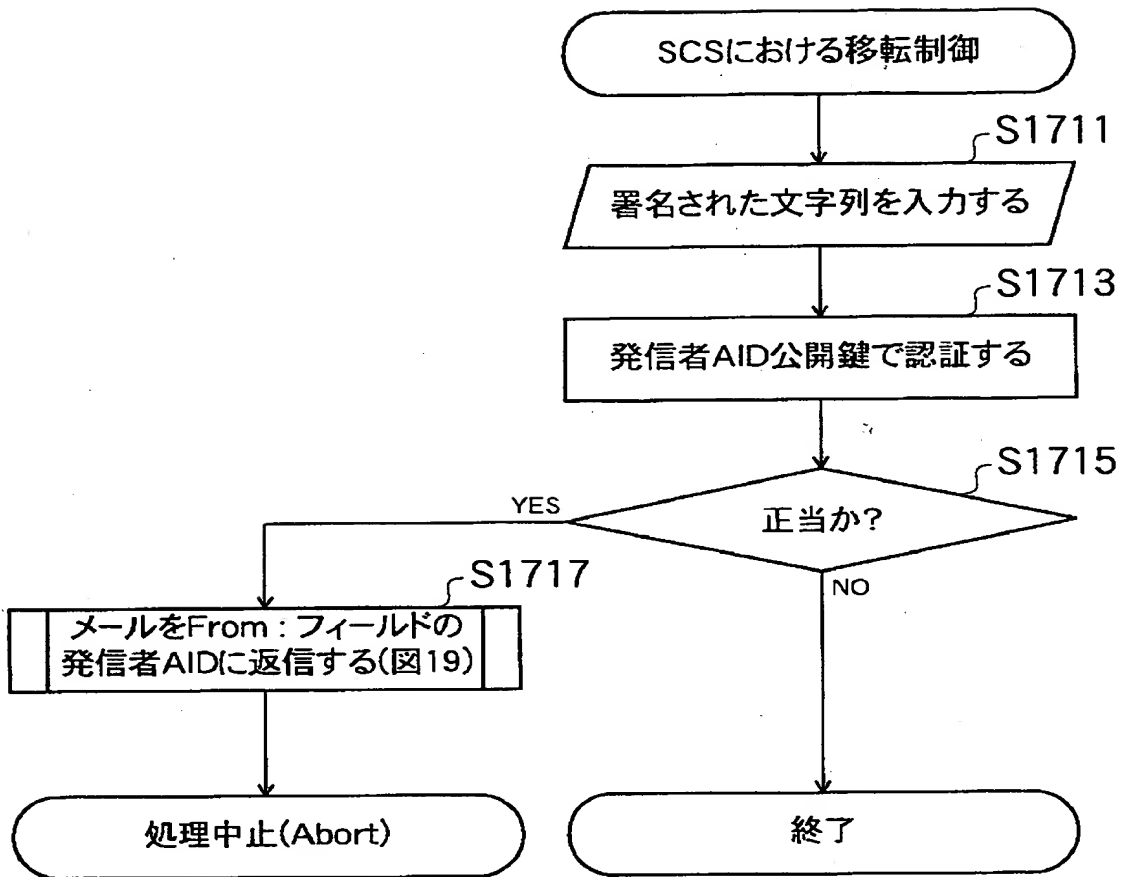 SCSにおける移転制御
S1711
署名された文字列を入力する
S1713
発信者AID公開鍵で認証する
S1715
正当か?
YES
NO
S1717
メールをFrom:フィールドの
発信者AIDに返信する(図19)
処理中止(Abort)
終了